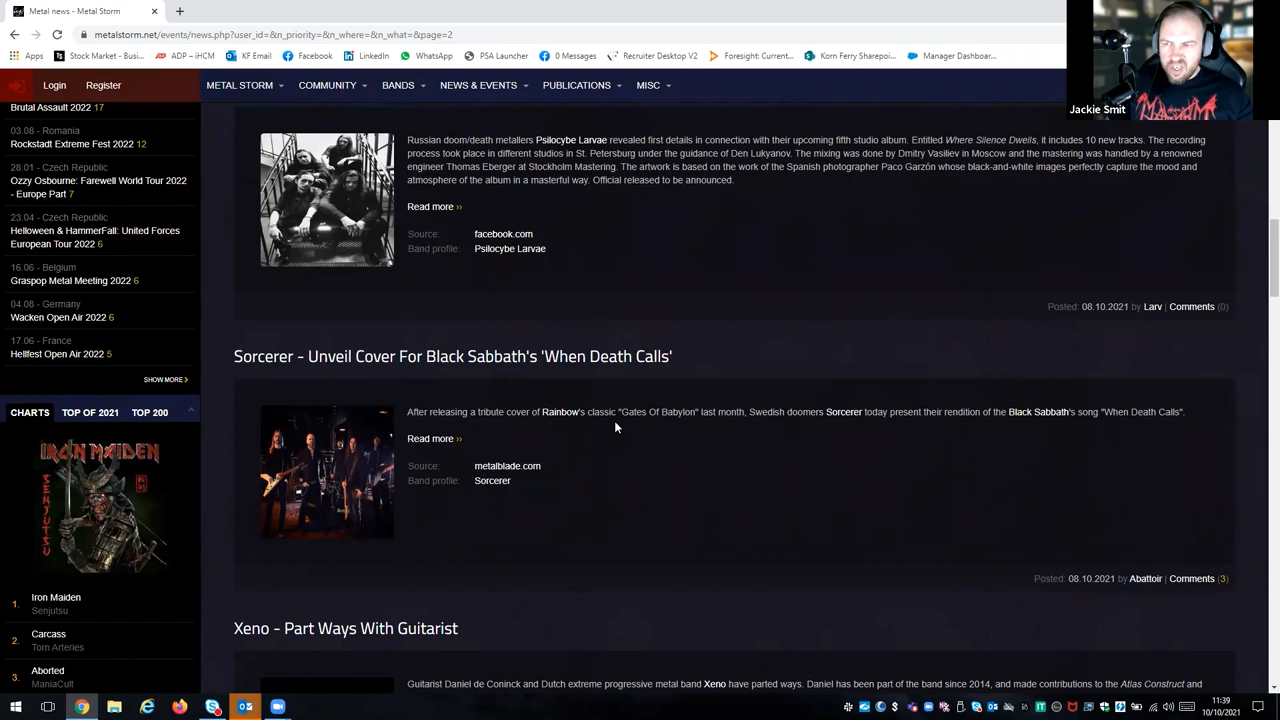 Metal news - Metal Storm
metalstorm.net/events/news.php?user_id=&n_priority=&n_where=&n_what=&page=2
Apps Stock Market - Busi... ADP – iHCM KF Email Facebook LinkedIn WhatsApp PSA Launcher 0 Messages Recruiter Desktop V2 Foresight: Current... Korn Ferry Sharepoi... Manager Dashboar...
Jackie Smit
Login Register METAL STORM COMMUNITY BANDS NEWS & EVENTS PUBLICATIONS MISC
Brutal Assault 2022 17
03.08 - Romania
Rockstadt Extreme Fest 2022 12
28.01 - Czech Republic
Ozzy Osbourne: Farewell World Tour 2022
- Europe Part 7
23.04 - Czech Republic
Helloween & HammerFall: United Forces
European Tour 2022 6
16.06 - Belgium
Graspop Metal Meeting 2022 6
04.08 - Germany
Wacken Open Air 2022 6
17.06 - France
Hellfest Open Air 2022 5
SHOW MORE
CHARTS TOP OF 2021 TOP 200
IRON MAIDEN
SENJUTSU
1. Iron Maiden
Senjutsu
2. Carcass
Torn Arteries
3. Aborted
ManiaCult
Russian doom/death metallers Psilocybe Larvae revealed first details in connection with their upcoming fifth studio album. Entitled Where Silence Dwells, it includes 10 new tracks. The recording
process took place in different studios in St. Petersburg under the guidance of Den Lukyanov. The mixing was done by Dmitry Vasiliev in Moscow and the mastering was handled by a renowned
engineer Thomas Eberger at Stockholm Mastering. The artwork is based on the work of the Spanish photographer Paco Garzón whose black-and-white images perfectly capture the mood and
atmosphere of the album in a masterful way. Official released to be announced.
Read more ››
Source: facebook.com
Band profile: Psilocybe Larvae
Posted: 08.10.2021 by Larv | Comments (0)
Sorcerer - Unveil Cover For Black Sabbath's 'When Death Calls'
After releasing a tribute cover of Rainbow's classic "Gates Of Babylon" last month, Swedish doomers Sorcerer today present their rendition of the Black Sabbath's song "When Death Calls".
Read more ››
Source: metalblade.com
Band profile: Sorcerer
Posted: 08.10.2021 by Abattoir | Comments (3)
Xeno - Part Ways With Guitarist
Guitarist Daniel de Coninck and Dutch extreme progressive metal band Xeno have parted ways. Daniel has been part of the band since 2014, and made contributions to the Atlas Construct and
11:39
10/10/2021